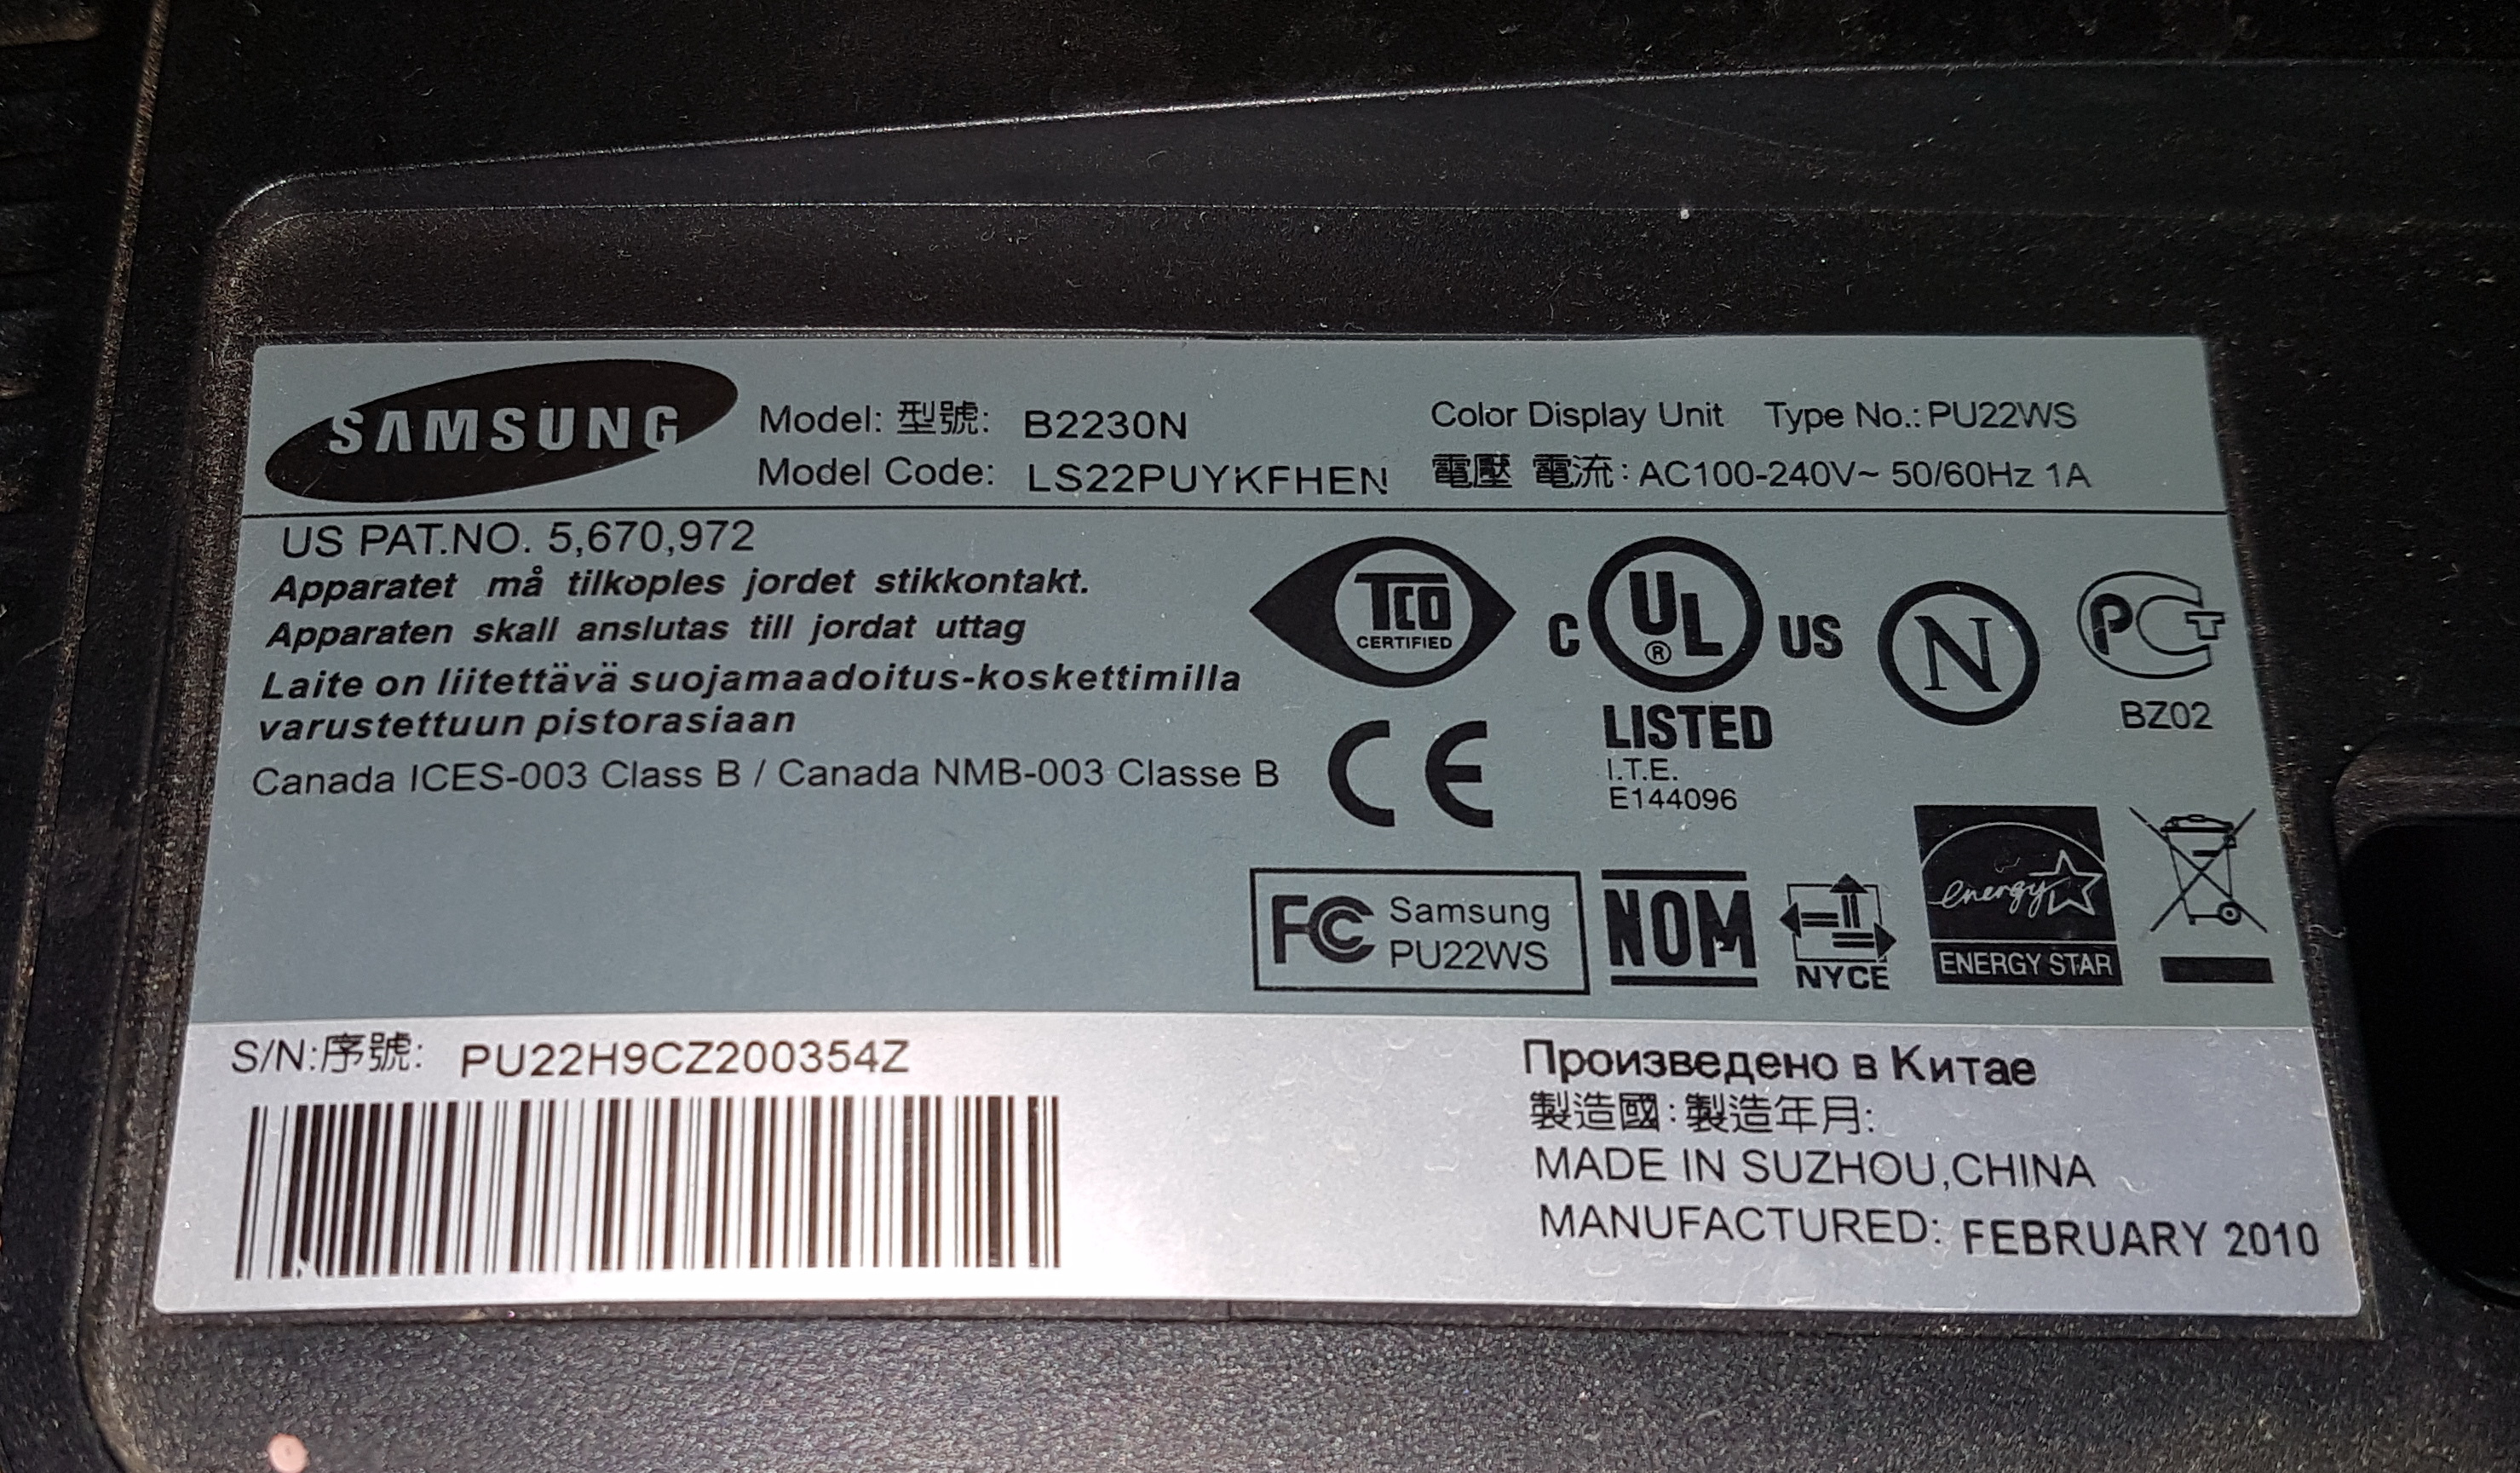 SAMSUNG
Model: 型號: B2230N
Model Code: LS22PUYKFHEN
Color Display Unit Type No.: PU22WS
電壓 電流: AC100-240V~ 50/60Hz 1A
US PAT.NO. 5,670,972
Apparatet må tilkoples jordet stikkontakt.
Apparaten skall anslutas till jordat uttag
Laite on liitettävä suojamaadoitus-koskettimilla
varustettuun pistorasiaan
Canada ICES-003 Class B / Canada NMB-003 Classe B
TCO
CERTIFIED
C UL US
®
LISTED
I.T.E.
E144096
N
PCT
BZ02
CE
FC Samsung
PU22WS
NOM
NYCE
energy
ENERGY STAR
S/N:序號: PU22H9CZ200354Z
Произведено в Китае
製造國: 製造年月:
MADE IN SUZHOU,CHINA
MANUFACTURED: FEBRUARY 2010